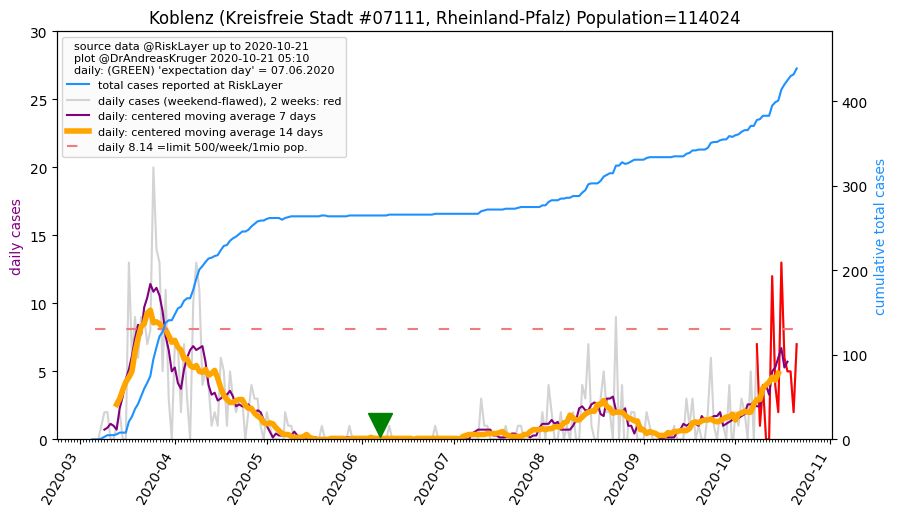 Koblenz (Kreisfreie Stadt #07111, Rheinland-Pfalz) Population=114024
source data @RiskLayer up to 2020-10-21
plot @DrAndreasKruger 2020-10-21 05:10
daily: (GREEN) 'expectation day' = 07.06.2020
total cases reported at RiskLayer
daily cases (weekend-flawed), 2 weeks: red
daily: centered moving average 7 days
daily: centered moving average 14 days
daily 8.14 =limit 500/week/1mio pop.
daily cases
30
25
20
15
10
5
0
cumulative total cases
400
300
200
100
0
2020-03
2020-04
2020-05
2020-06
2020-07
2020-08
2020-09
2020-10
2020-11